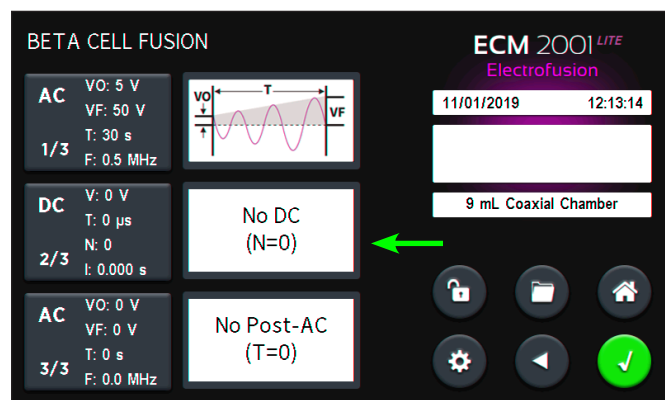 BETA CELL FUSION
ECM 2001 LITE
Electrofusion
11/01/2019 12:13:14
9 mL Coaxial Chamber
AC
1/3
VO: 5 V
VF: 50 V
T: 30 s
F: 0.5 MHz
VO
T
VF
DC
2/3
V: 0 V
T: 0 µs
N: 0
I: 0.000 s
No DC
(N=0)
AC
3/3
VO: 0 V
VF: 0 V
T: 0 s
F: 0.0 MHz
No Post-AC
(T=0)